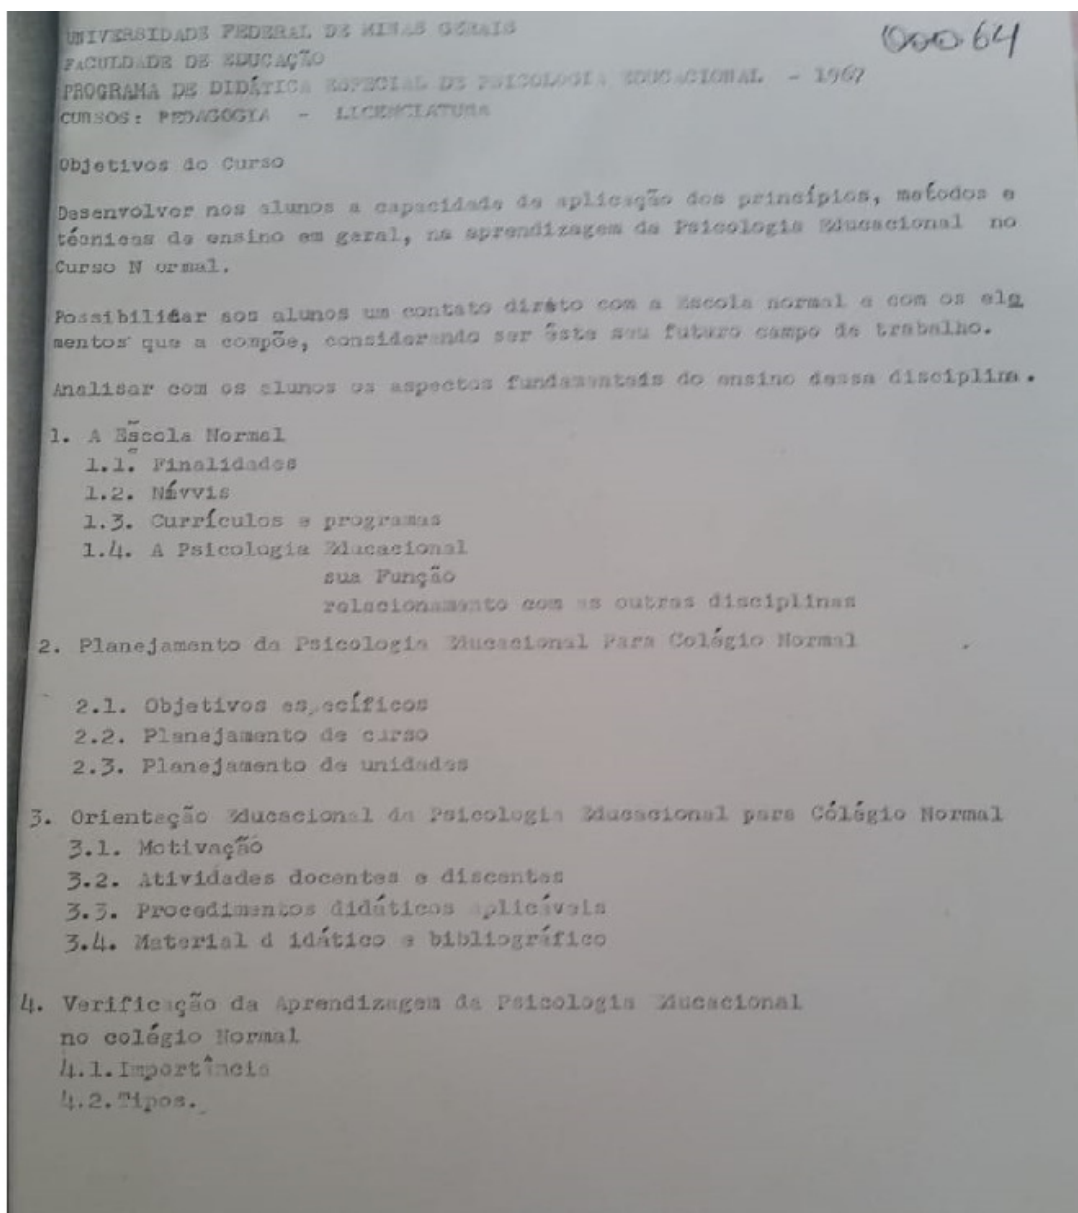 UNIVERSIDADE FEDERAL DE MINAS GERAIS
000064
FACULDADE DE EDUCAÇÃO
PROGRAMA DE DIDÁTICA ESPECIAL DE PSICOLOGIA EDUCACIONAL - 1967
CURSOS: PEDAGOGIA - LICENCIATURA
Objetivos do Curso
Desenvolver nos alunos a capacidade de aplicação dos princípios, metodos e
técnicas de ensino em geral, na aprendizagem da Psicologia Educacional no
Curso N ormal.
Possibilidar aos alunos um contato diréto com a Escola normal e com os ele
mentos que a compõe, considerando ser êste seu futuro campo de trabalho.
Analisar com os alunos os aspectos fundamentais do ensino dessa disciplina.
1. A Escola Normal
1.1. Finalidades
1.2. Návvis
1.3. Currículos e programas
1.4. A Psicologia Educacional
sua Função
relacionamento com as outras disciplinas
2. Planejamento da Psicologia Educacional Para Colégio Normal
2.1. Objetivos específicos
2.2. Planejamento de curso
2.3. Planejamento de unidades
3. Orientação Educacional da Psicologia Educacional para Cólégio Normal
3.1. Motivação
3.2. Atividades docentes e discentes
3.3. Procedimentos didáticos aplicáveis
3.4. Material d idático e bibliográfico
4. Verificação da Aprendizagem da Psicologia Educacional
no colégio Normal
4.1. Importância
4.2. Tipos.